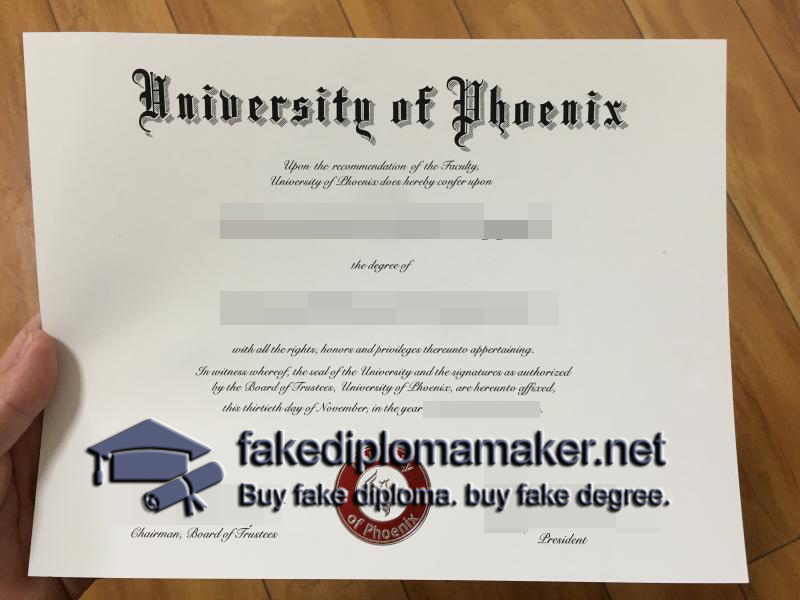 University of Phoenix
Upon the recommendation of the Faculty,
University of Phoenix does hereby confer upon
the degree of
with all the rights, honors and privileges thereunto appertaining.
In witness whereof, the seal of the University and the signatures as authorized
by the Board of Trustees, University of Phoenix, are hereunto affixed,
this thirtieth day of November, in the year
fakediplomamaker.net
Buy fake diploma. buy fake degree.
of Phoenix
Chairman, Board of Trustees
President